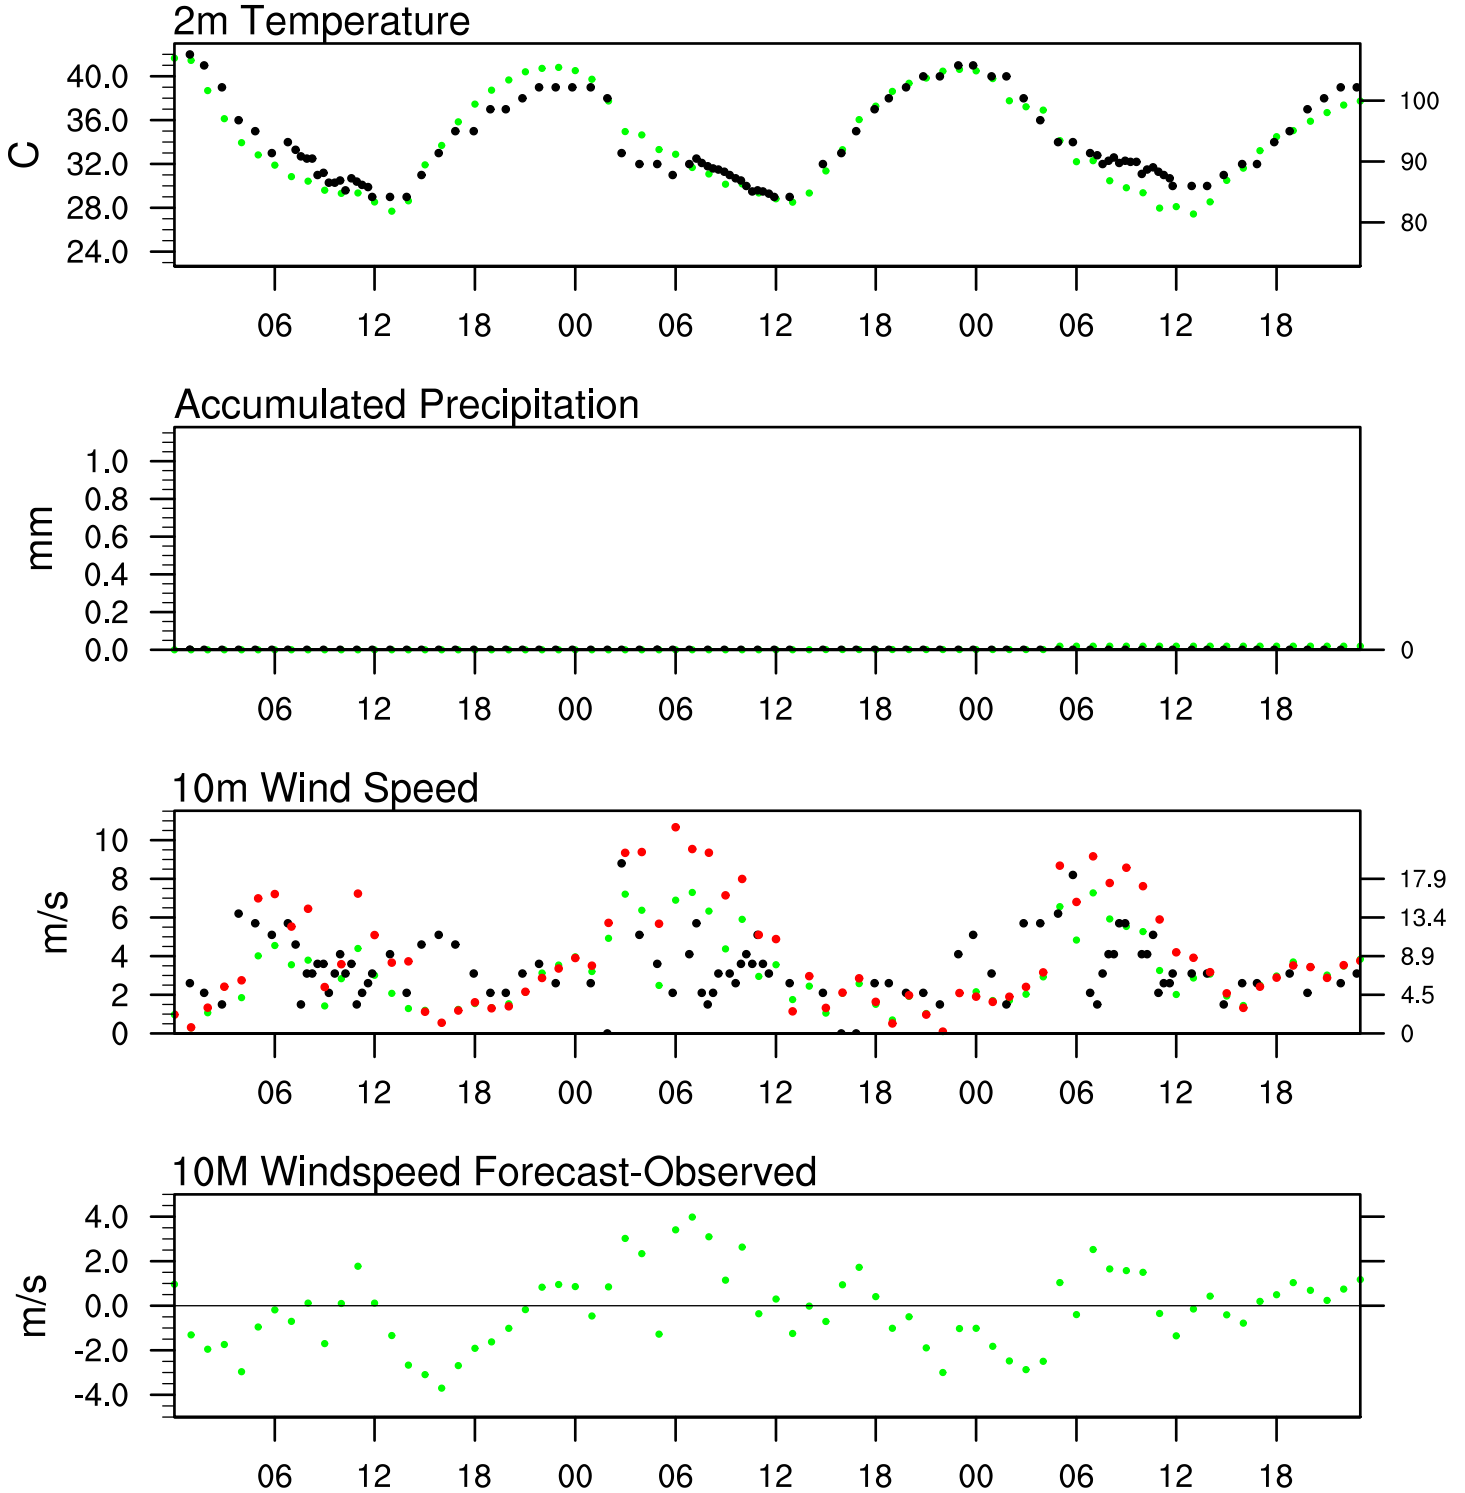 2m Temperature
C
40.0
36.0
32.0
28.0
24.0
100
90
80
06 12 18 00 06 12 18 00 06 12 18
Accumulated Precipitation
mm
1.0
0.8
0.6
0.4
0.2
0.0
0
06 12 18 00 06 12 18 00 06 12 18
10m Wind Speed
m/s
10
8
6
4
2
0
17.9
13.4
8.9
4.5
0
06 12 18 00 06 12 18 00 06 12 18
10M Windspeed Forecast-Observed
m/s
4.0
2.0
0.0
-2.0
-4.0
06 12 18 00 06 12 18 00 06 12 18